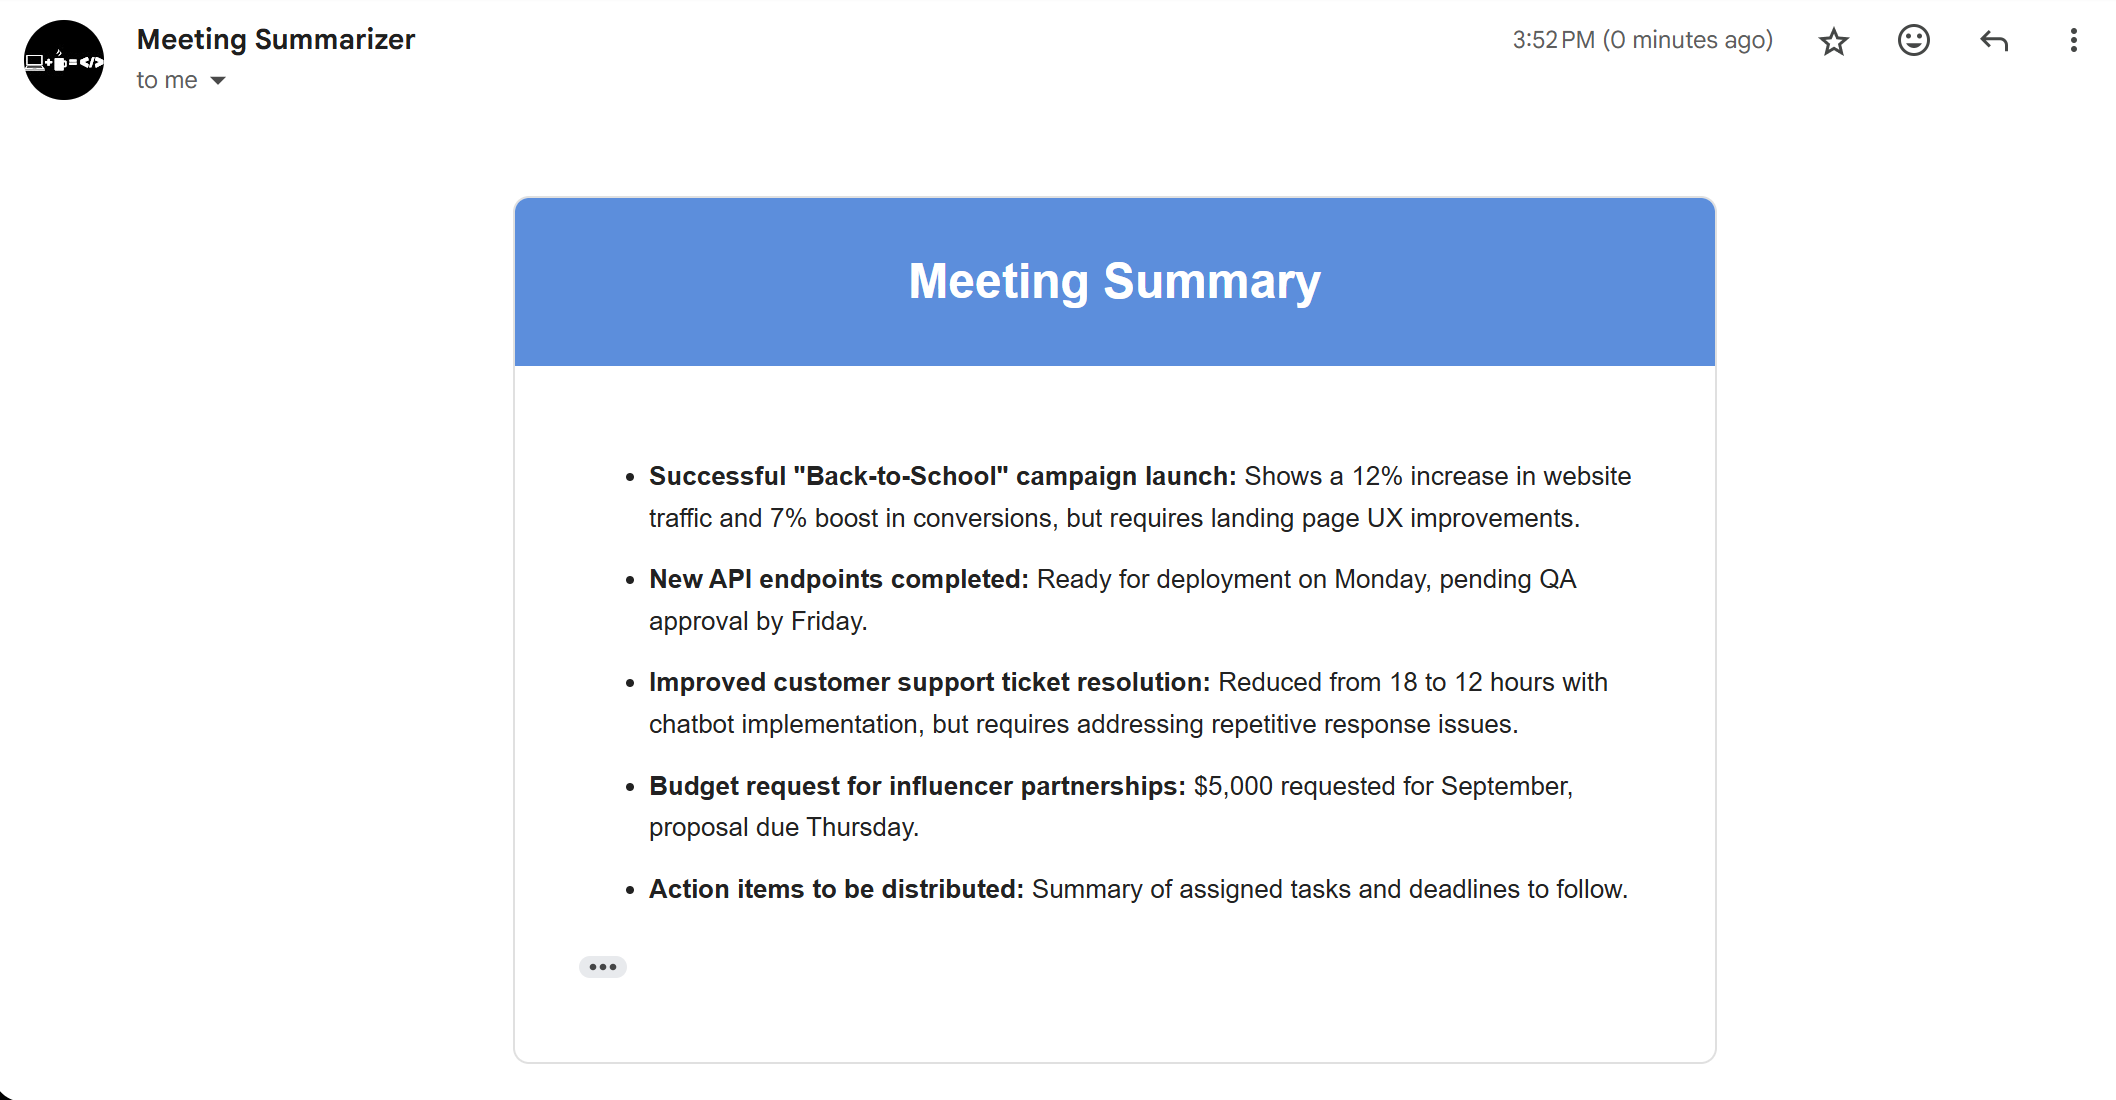 Meeting Summarizer
3:52 PM (0 minutes ago)
to me
Meeting Summary
• Successful "Back-to-School" campaign launch: Shows a 12% increase in website
traffic and 7% boost in conversions, but requires landing page UX improvements.
• New API endpoints completed: Ready for deployment on Monday, pending QA
approval by Friday.
• Improved customer support ticket resolution: Reduced from 18 to 12 hours with
chatbot implementation, but requires addressing repetitive response issues.
• Budget request for influencer partnerships: $5,000 requested for September,
proposal due Thursday.
• Action items to be distributed: Summary of assigned tasks and deadlines to follow.